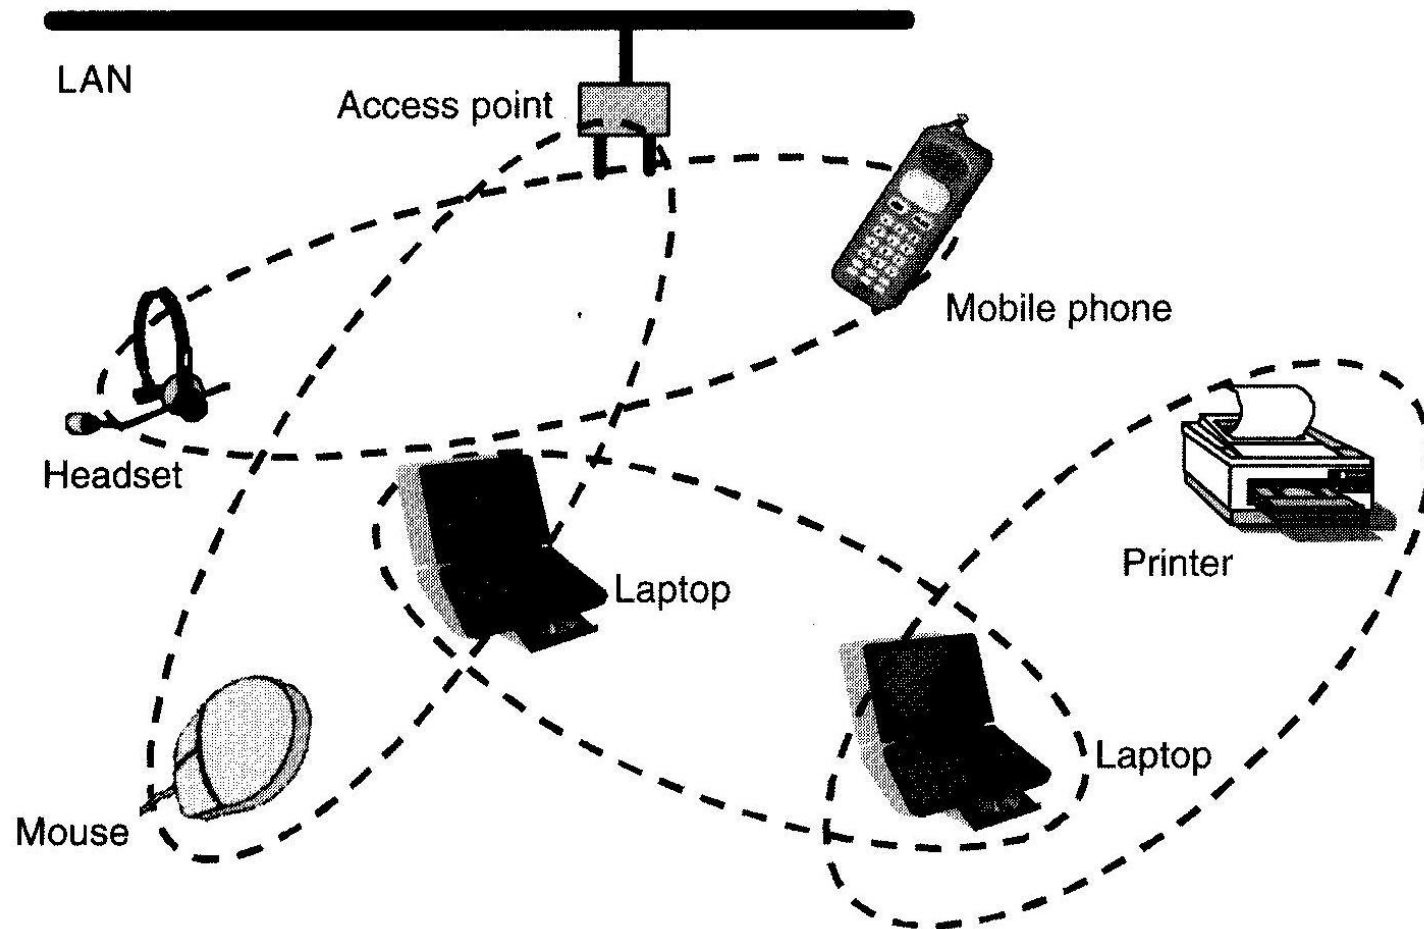 LAN
Access point
Mobile phone
Headset
Printer
Laptop
Laptop
Mouse